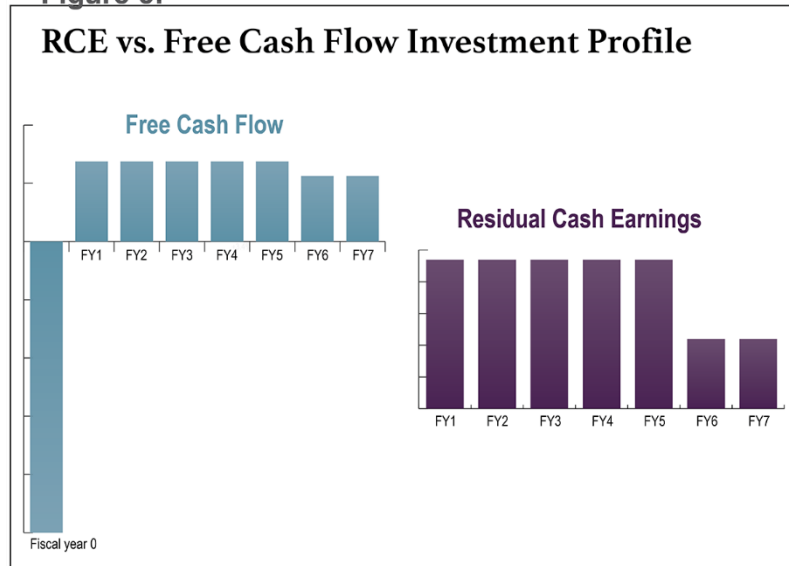 RCE vs. Free Cash Flow Investment Profile
Free Cash Flow
FY1 FY2 FY3 FY4 FY5 FY6 FY7
Fiscal year 0
Residual Cash Earnings
FY1 FY2 FY3 FY4 FY5 FY6 FY7